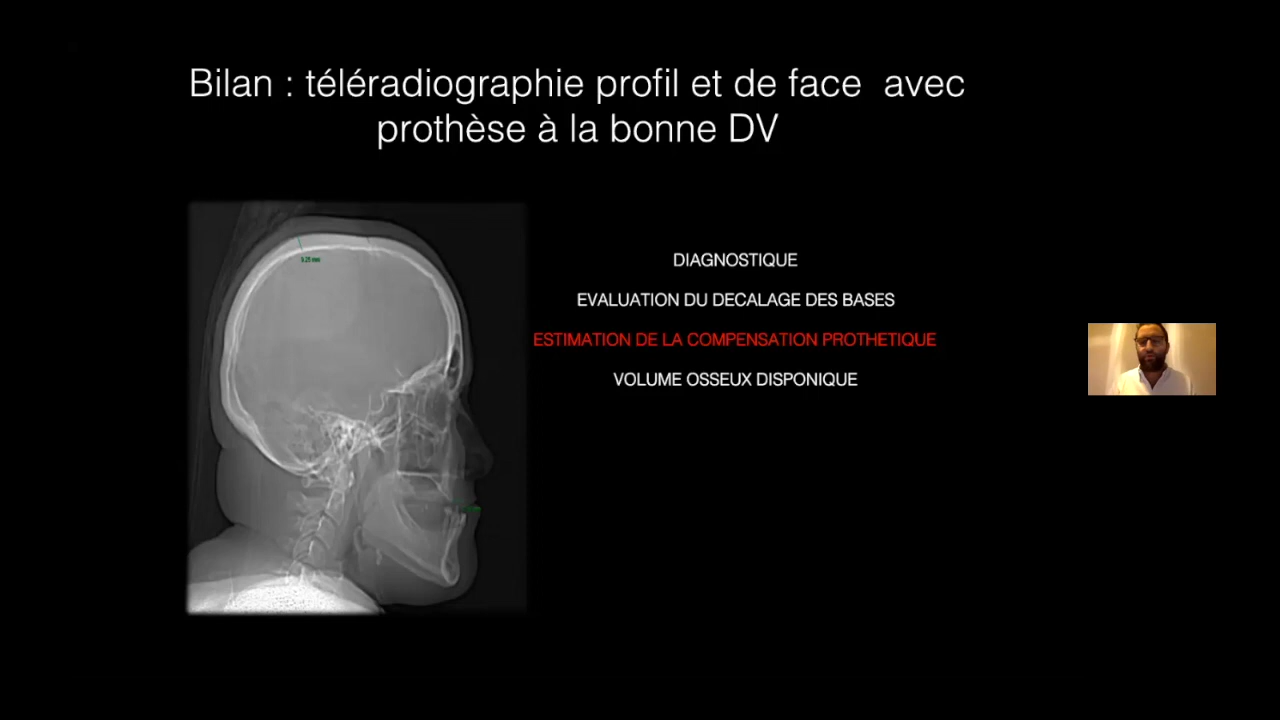 Bilan : téléradiographie profil et de face avec
prothèse à la bonne DV
DIAGNOSTIQUE
EVALUATION DU DECALAGE DES BASES
ESTIMATION DE LA COMPENSATION PROTHETIQUE
VOLUME OSSEUX DISPONIQUE